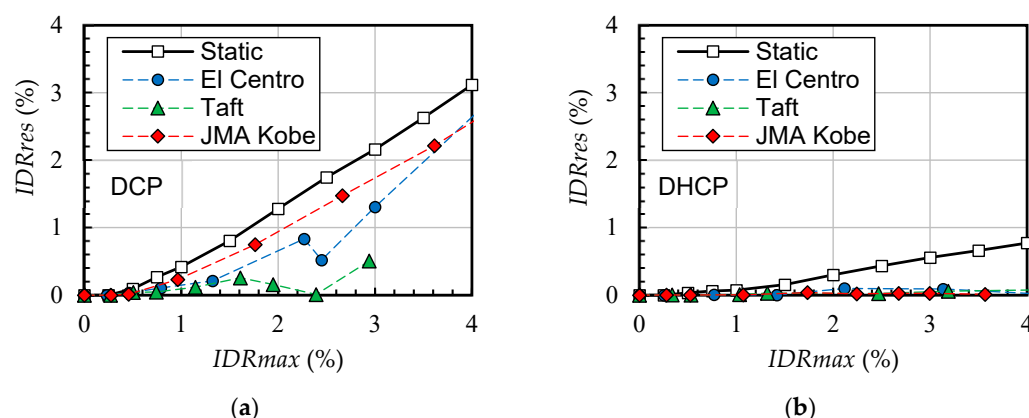 4
3
2
1
0
IDRres (%)
Static
El Centro
Taft
JMA Kobe
DCP
0 1 2 3 4
IDRmax (%)
(a)
4
3
2
1
0
IDRres (%)
Static
El Centro
Taft
JMA Kobe
DHCP
0 1 2 3 4
IDRmax (%)
(b)